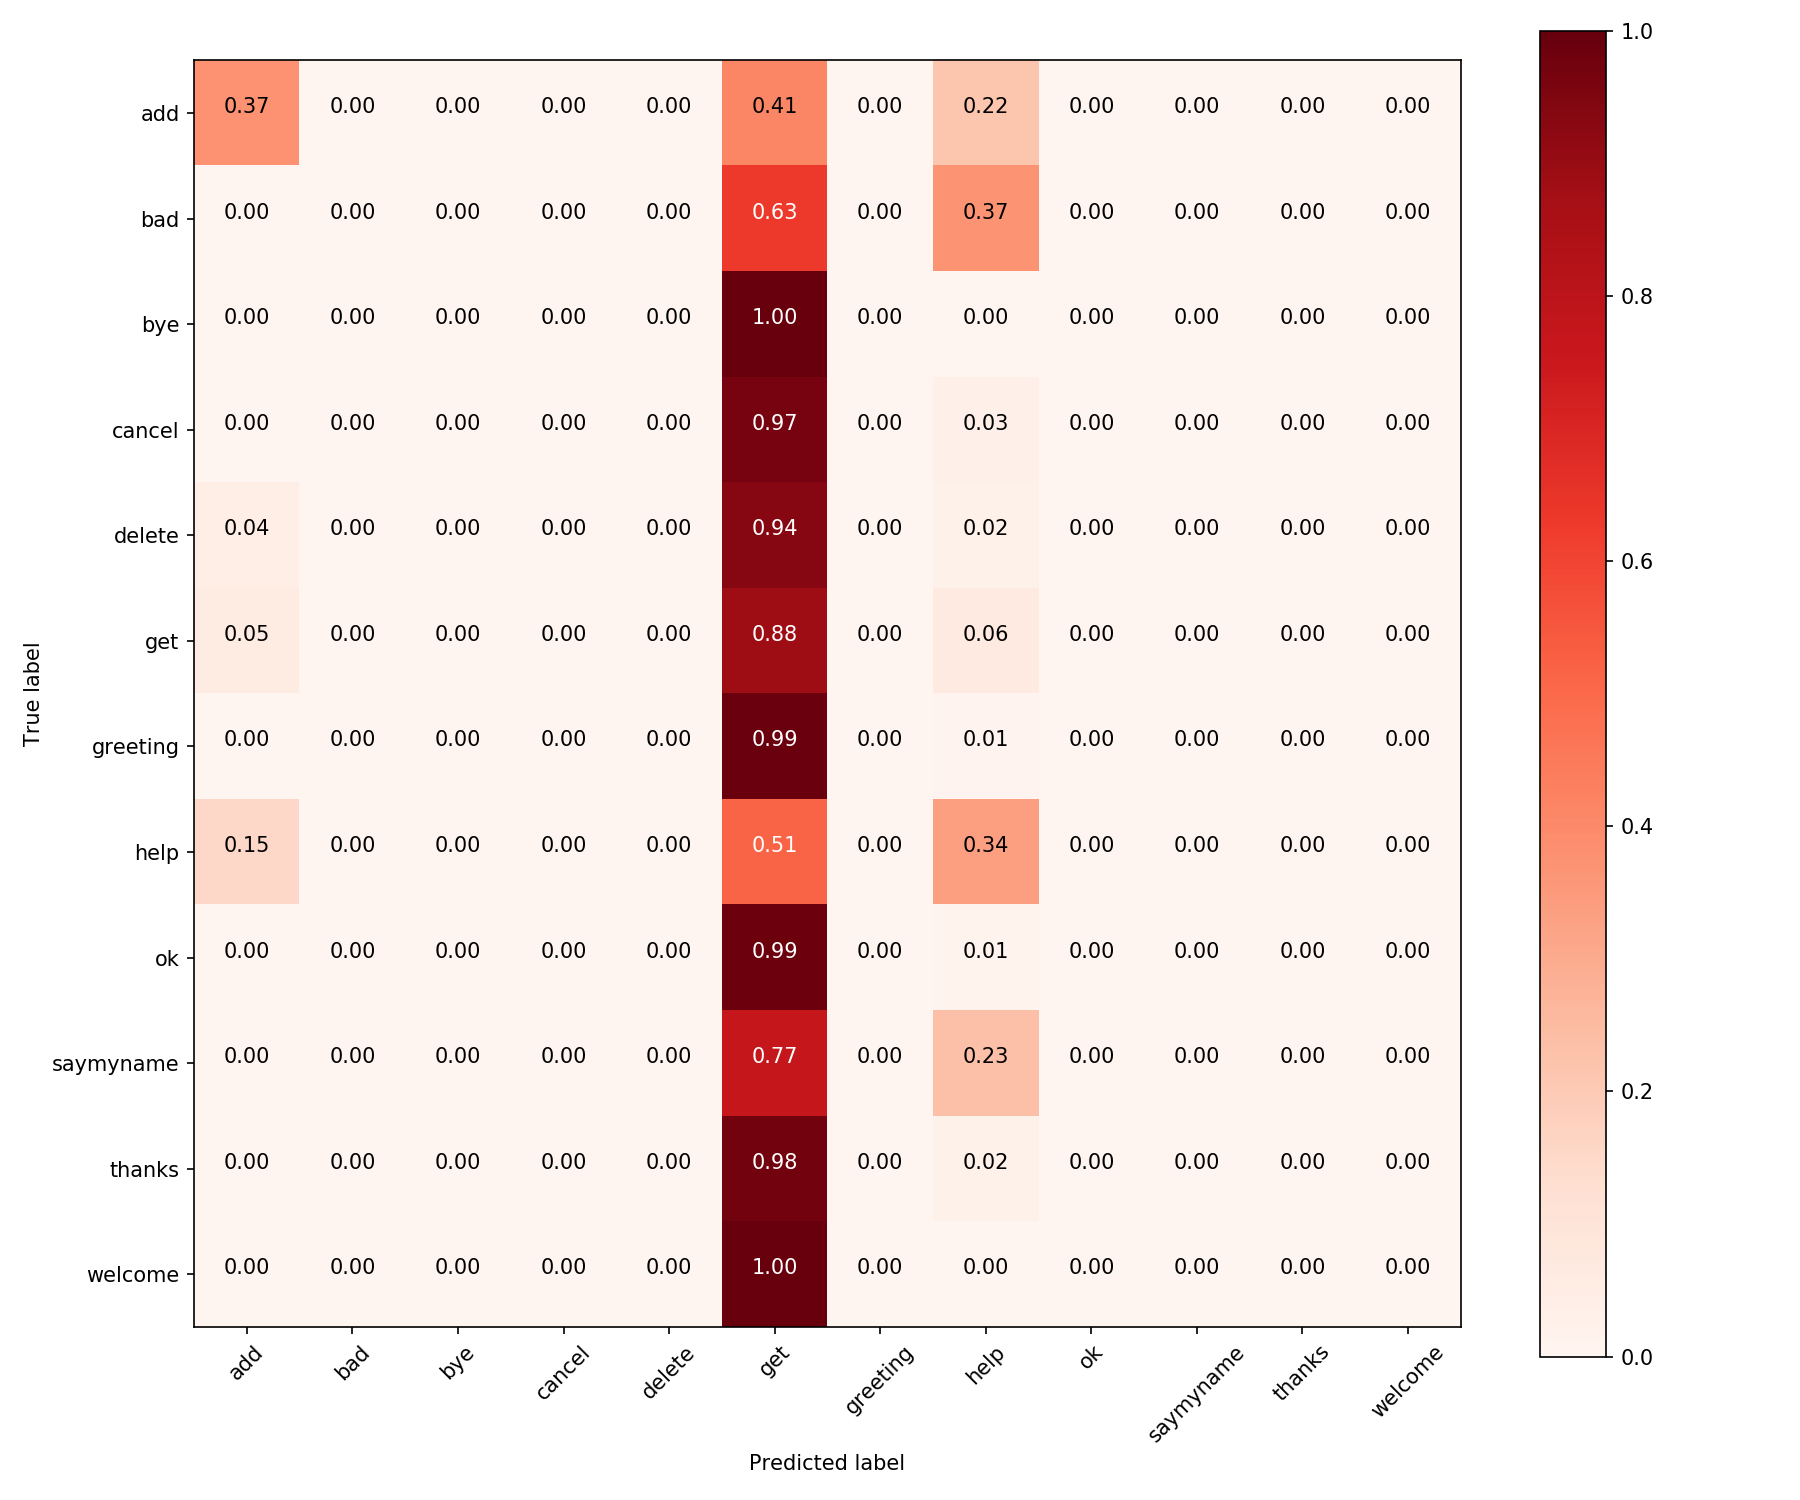 1.0
add 0.37 0.00 0.00 0.00 0.00 0.41 0.00 0.22 0.00 0.00 0.00 0.00
bad 0.00 0.00 0.00 0.00 0.00 0.63 0.00 0.37 0.00 0.00 0.00 0.00
0.8
bye 0.00 0.00 0.00 0.00 0.00 1.00 0.00 0.00 0.00 0.00 0.00 0.00
cancel 0.00 0.00 0.00 0.00 0.00 0.97 0.00 0.03 0.00 0.00 0.00 0.00
delete 0.04 0.00 0.00 0.00 0.00 0.94 0.00 0.02 0.00 0.00 0.00 0.00
0.6
get 0.05 0.00 0.00 0.00 0.00 0.88 0.00 0.06 0.00 0.00 0.00 0.00
True label
greeting 0.00 0.00 0.00 0.00 0.00 0.99 0.00 0.01 0.00 0.00 0.00 0.00
0.4
help 0.15 0.00 0.00 0.00 0.00 0.51 0.00 0.34 0.00 0.00 0.00 0.00
ok 0.00 0.00 0.00 0.00 0.00 0.99 0.00 0.01 0.00 0.00 0.00 0.00
saymyname 0.00 0.00 0.00 0.00 0.00 0.77 0.00 0.23 0.00 0.00 0.00 0.00
0.2
thanks 0.00 0.00 0.00 0.00 0.00 0.98 0.00 0.02 0.00 0.00 0.00 0.00
welcome 0.00 0.00 0.00 0.00 0.00 1.00 0.00 0.00 0.00 0.00 0.00 0.00
0.0
add bad bye cancel delete get greeting help ok saymyname thanks welcome
Predicted label